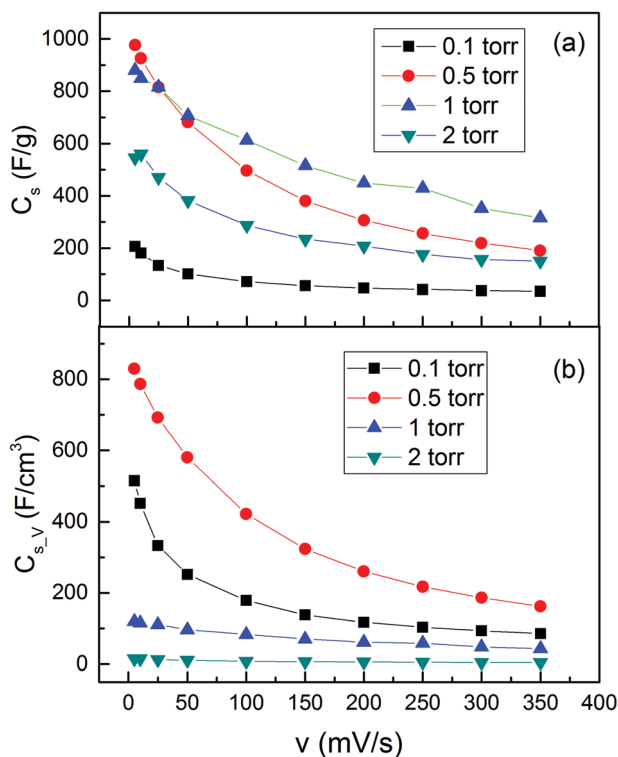 (a)
0.1 torr
0.5 torr
1 torr
2 torr
1000
800
600
400
200
0
C_s (F/g)
(b)
0.1 torr
0.5 torr
1 torr
2 torr
800
600
400
200
0
C_s_V (F/cm³)
0 50 100 150 200 250 300 350 400
v (mV/s)